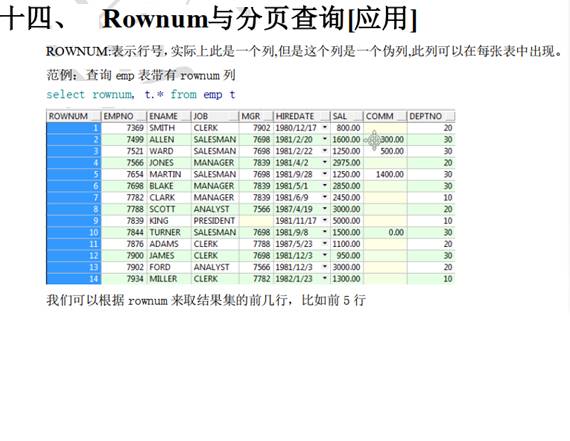 十四、 Rownum与分页查询[应用]
ROWNUM:表示行号，实际上此是一个列,但是这个列是一个伪列,此列可以在每张表中出现。
范例：查询 emp 表带有 rownum 列
select rownum, t.* from emp t
ROWNUM EMPNO ENAME JOB MGR HIREDATE SAL COMM DEPTNO
1 7369 SMITH CLERK 7902 1980/12/17 800.00 20
2 7499 ALLEN SALESMAN 7698 1981/2/20 1600.00 300.00 30
3 7521 WARD SALESMAN 7698 1981/2/22 1250.00 500.00 30
4 7566 JONES MANAGER 7839 1981/4/2 2975.00 20
5 7654 MARTIN SALESMAN 7698 1981/9/28 1250.00 1400.00 30
6 7698 BLAKE MANAGER 7839 1981/5/1 2850.00 30
7 7782 CLARK MANAGER 7839 1981/6/9 2450.00 10
8 7788 SCOTT ANALYST 7566 1987/4/19 3000.00 20
9 7839 KING PRESIDENT 1981/11/17 5000.00 10
10 7844 TURNER SALESMAN 7698 1981/9/8 1500.00 0.00 30
11 7876 ADAMS CLERK 7788 1987/5/23 1100.00 20
12 7900 JAMES CLERK 7698 1981/12/3 950.00 30
13 7902 FORD ANALYST 7566 1981/12/3 3000.00 20
14 7934 MILLER CLERK 7782 1982/1/23 1300.00 10
我们可以根据 rownum 来取结果集的前几行，比如前 5 行